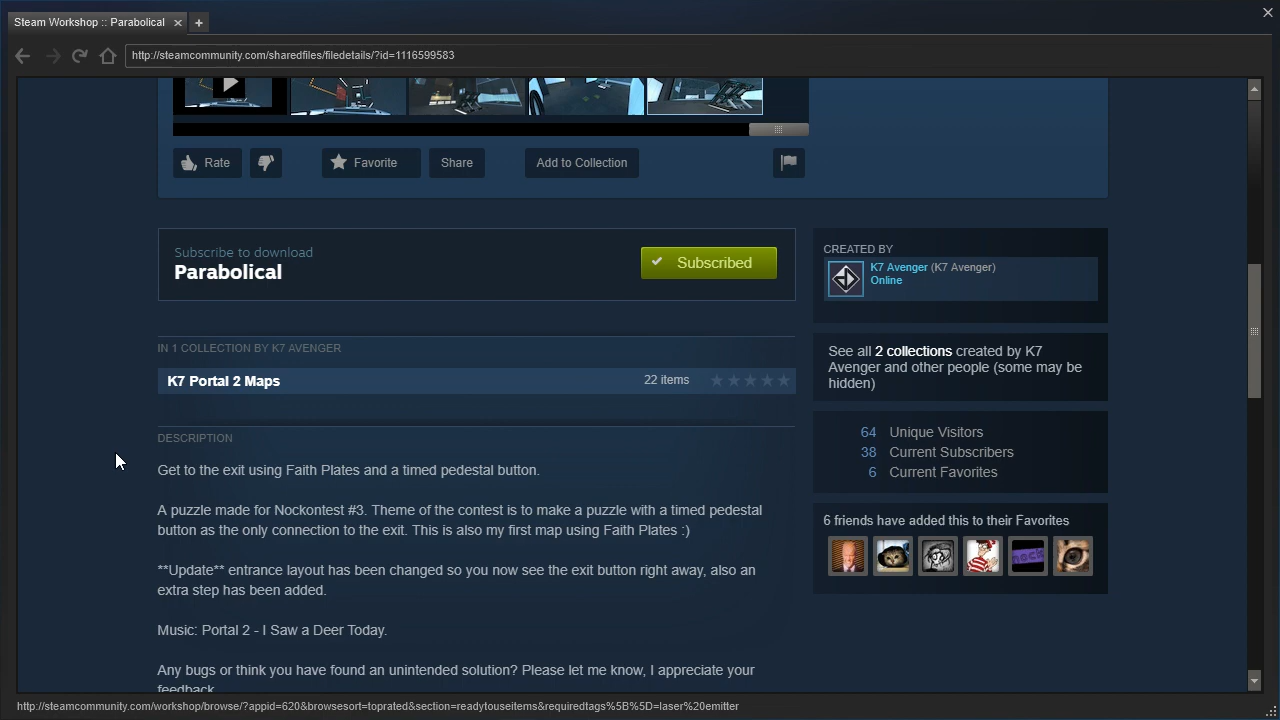 Steam Workshop :: Parabolical
http://steamcommunity.com/sharedfiles/filedetails/?id=1116599583
Rate
Favorite
Share
Add to Collection
Subscribe to download
Parabolical
Subscribed
CREATED BY
K7 Avenger (K7 Avenger)
Online
IN 1 COLLECTION BY K7 AVENGER
K7 Portal 2 Maps
22 items
See all 2 collections created by K7
Avenger and other people (some may be
hidden)
64 Unique Visitors
38 Current Subscribers
6 Current Favorites
6 friends have added this to their Favorites
nock
DESCRIPTION
Get to the exit using Faith Plates and a timed pedestal button.
A puzzle made for Nockontest #3. Theme of the contest is to make a puzzle with a timed pedestal
button as the only connection to the exit. This is also my first map using Faith Plates :)
**Update** entrance layout has been changed so you now see the exit button right away, also an
extra step has been added.
Music: Portal 2 - I Saw a Deer Today.
Any bugs or think you have found an unintended solution? Please let me know, I appreciate your
feedback
http://steamcommunity.com/workshop/browse/?appid=620&browsesort=toprated&section=readytouseitems&requiredtags%5B%5D=laser%20emitter